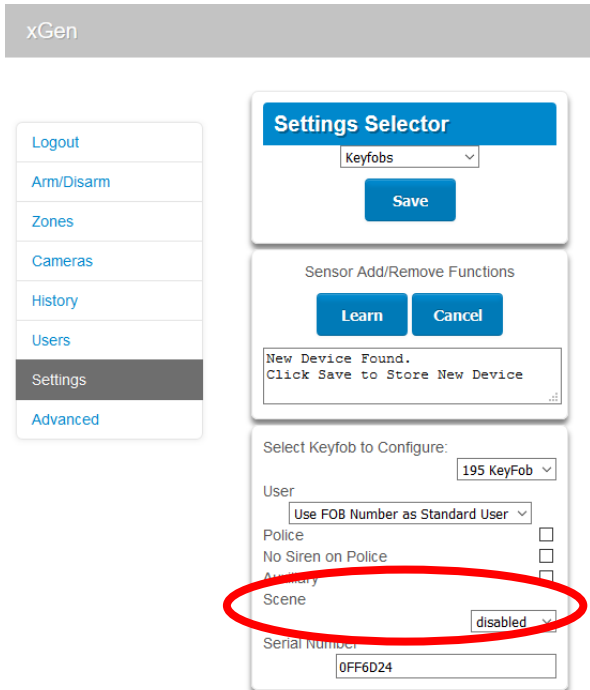 xGen
Logout
Arm/Disarm
Zones
Cameras
History
Users
Settings
Advanced
Settings Selector
Keyfobs
Save
Sensor Add/Remove Functions
Learn Cancel
New Device Found.
Click Save to Store New Device
Select Keyfob to Configure:
195 KeyFob
User
Use FOB Number as Standard User
Police
No Siren on Police
Auxiliary
Scene
disabled
Serial Number
0FF6D24